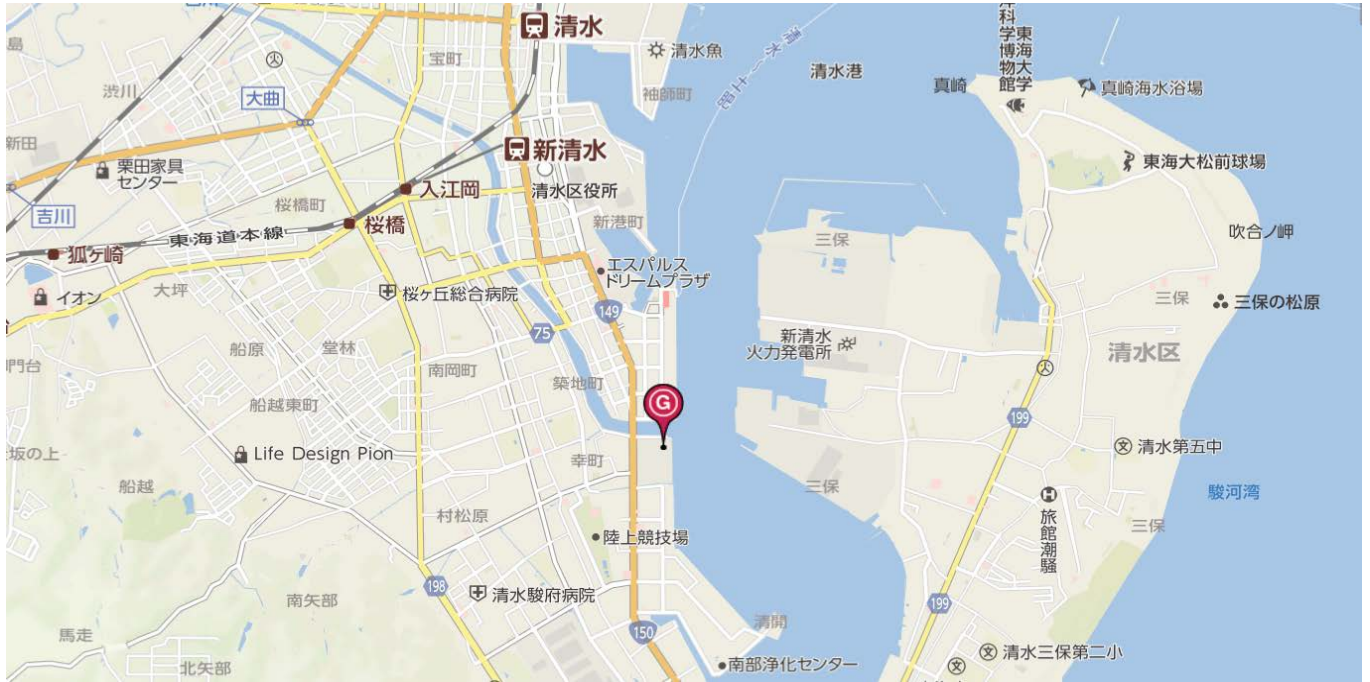 清水
清水魚
宝町
島
渋川
大曲
袖師町
清水港
真崎
東海大学
真崎海水浴場
新清水
栗田家具
センター
新田
東海大松前球場
入江岡
清水区役所
桜橋町
吉川
桜橋
東海道本線
狐ヶ崎
新港町
三保
吹合ノ岬
エスパルス
ドリームプラザ
イオン
大坪
桜ヶ丘総合病院
三保
三保の松原
149
75
新清水
火力発電所
清水区
船原
堂林
南岡町
門台
築地町
船越東町
G
199
Life Design Pion
坂の上
幸町
清水第五中
船越
三保
駿河湾
村松原
陸上競技場
旅館潮騒
三保
198
清水駿府病院
南矢部
199
清開
馬走
150
北矢部
南部浄化センター
清水三保第二小